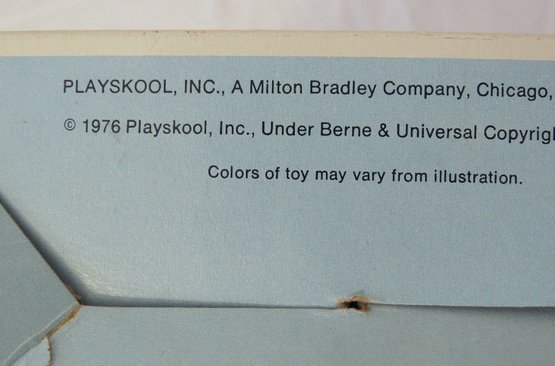 PLAYSKOOL, INC., A Milton Bradley Company, Chicago,
© 1976 Playskool, Inc., Under Berne & Universal Copyrigh
Colors of toy may vary from illustration.